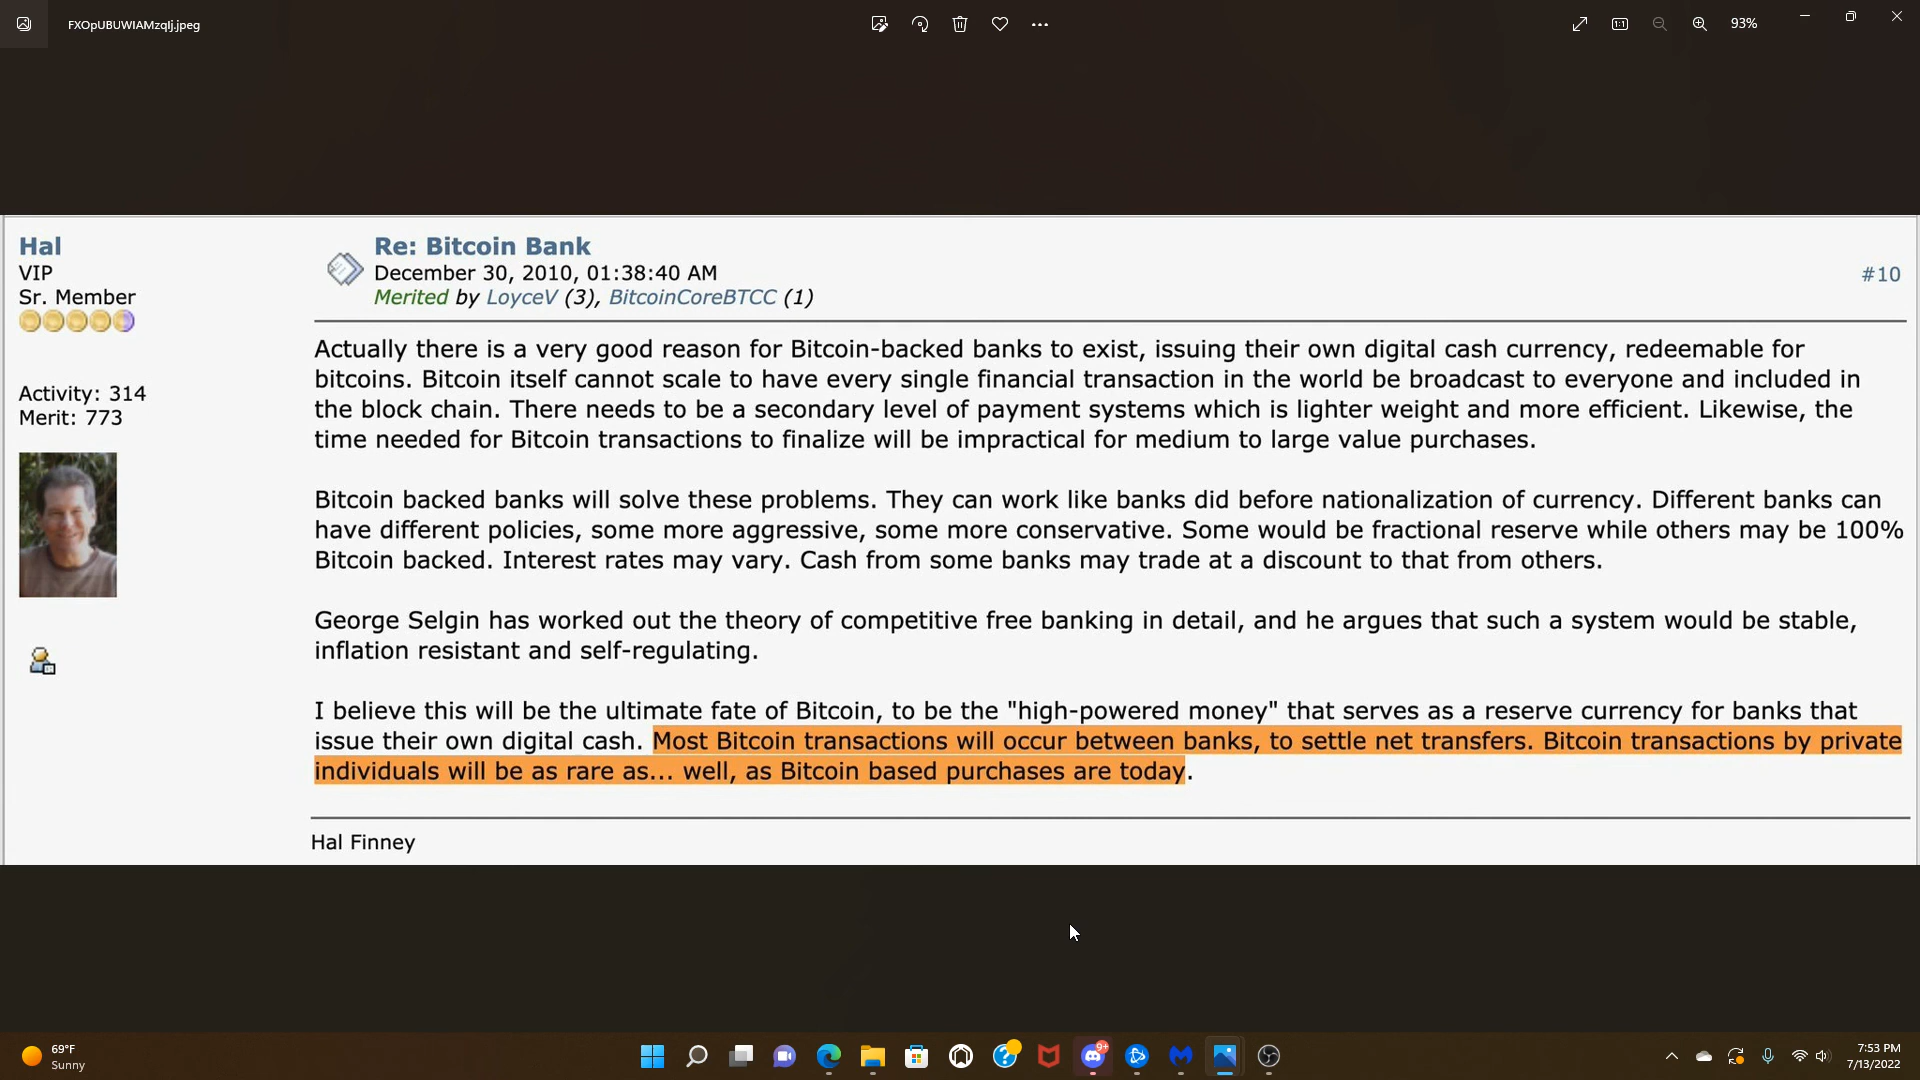 FXOpUBUWIAMzqlj.jpeg
93%
Hal
VIP
Sr. Member
Activity: 314
Merit: 773
Re: Bitcoin Bank
December 30, 2010, 01:38:40 AM
Merited by LoyceV (3), BitcoinCoreBTCC (1)
#10
Actually there is a very good reason for Bitcoin-backed banks to exist, issuing their own digital cash currency, redeemable for
bitcoins. Bitcoin itself cannot scale to have every single financial transaction in the world be broadcast to everyone and included in
the block chain. There needs to be a secondary level of payment systems which is lighter weight and more efficient. Likewise, the
time needed for Bitcoin transactions to finalize will be impractical for medium to large value purchases.
Bitcoin backed banks will solve these problems. They can work like banks did before nationalization of currency. Different banks can
have different policies, some more aggressive, some more conservative. Some would be fractional reserve while others may be 100%
Bitcoin backed. Interest rates may vary. Cash from some banks may trade at a discount to that from others.
George Selgin has worked out the theory of competitive free banking in detail, and he argues that such a system would be stable,
inflation resistant and self-regulating.
I believe this will be the ultimate fate of Bitcoin, to be the "high-powered money" that serves as a reserve currency for banks that
issue their own digital cash. Most Bitcoin transactions will occur between banks, to settle net transfers. Bitcoin transactions by private
individuals will be as rare as... well, as Bitcoin based purchases are today.
Hal Finney
69°F
Sunny
9+
7:53 PM
7/13/2022